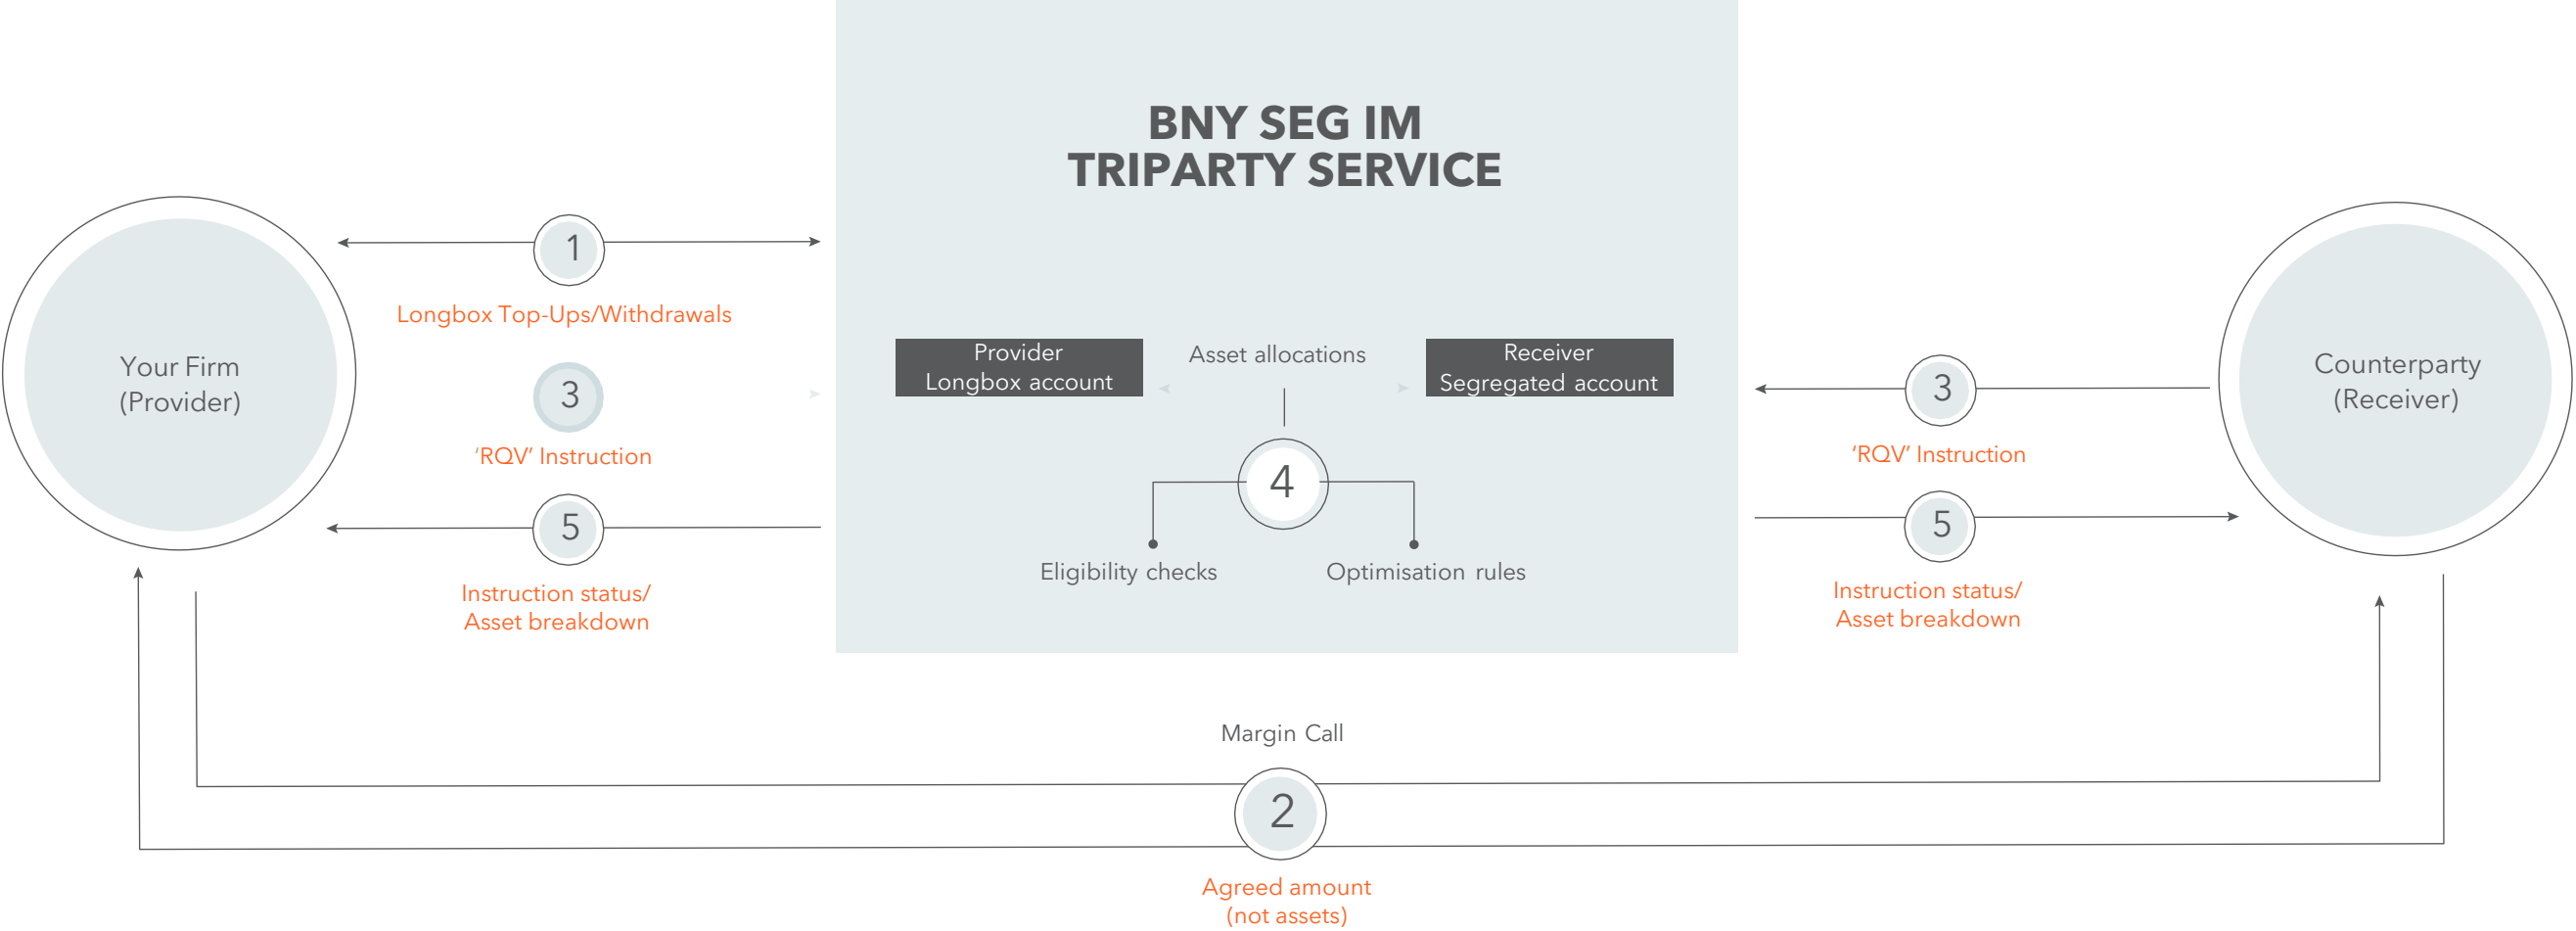 BNY SEG IM
TRIPARTY SERVICE
Your Firm
(Provider)
1
Longbox Top-Ups/Withdrawals
3
‘RQV’ Instruction
5
Instruction status/
Asset breakdown
Provider
Longbox account
Asset allocations
Receiver
Segregated account
4
Eligibility checks
Optimisation rules
3
‘RQV’ Instruction
5
Instruction status/
Asset breakdown
Counterparty
(Receiver)
Margin Call
2
Agreed amount
(not assets)